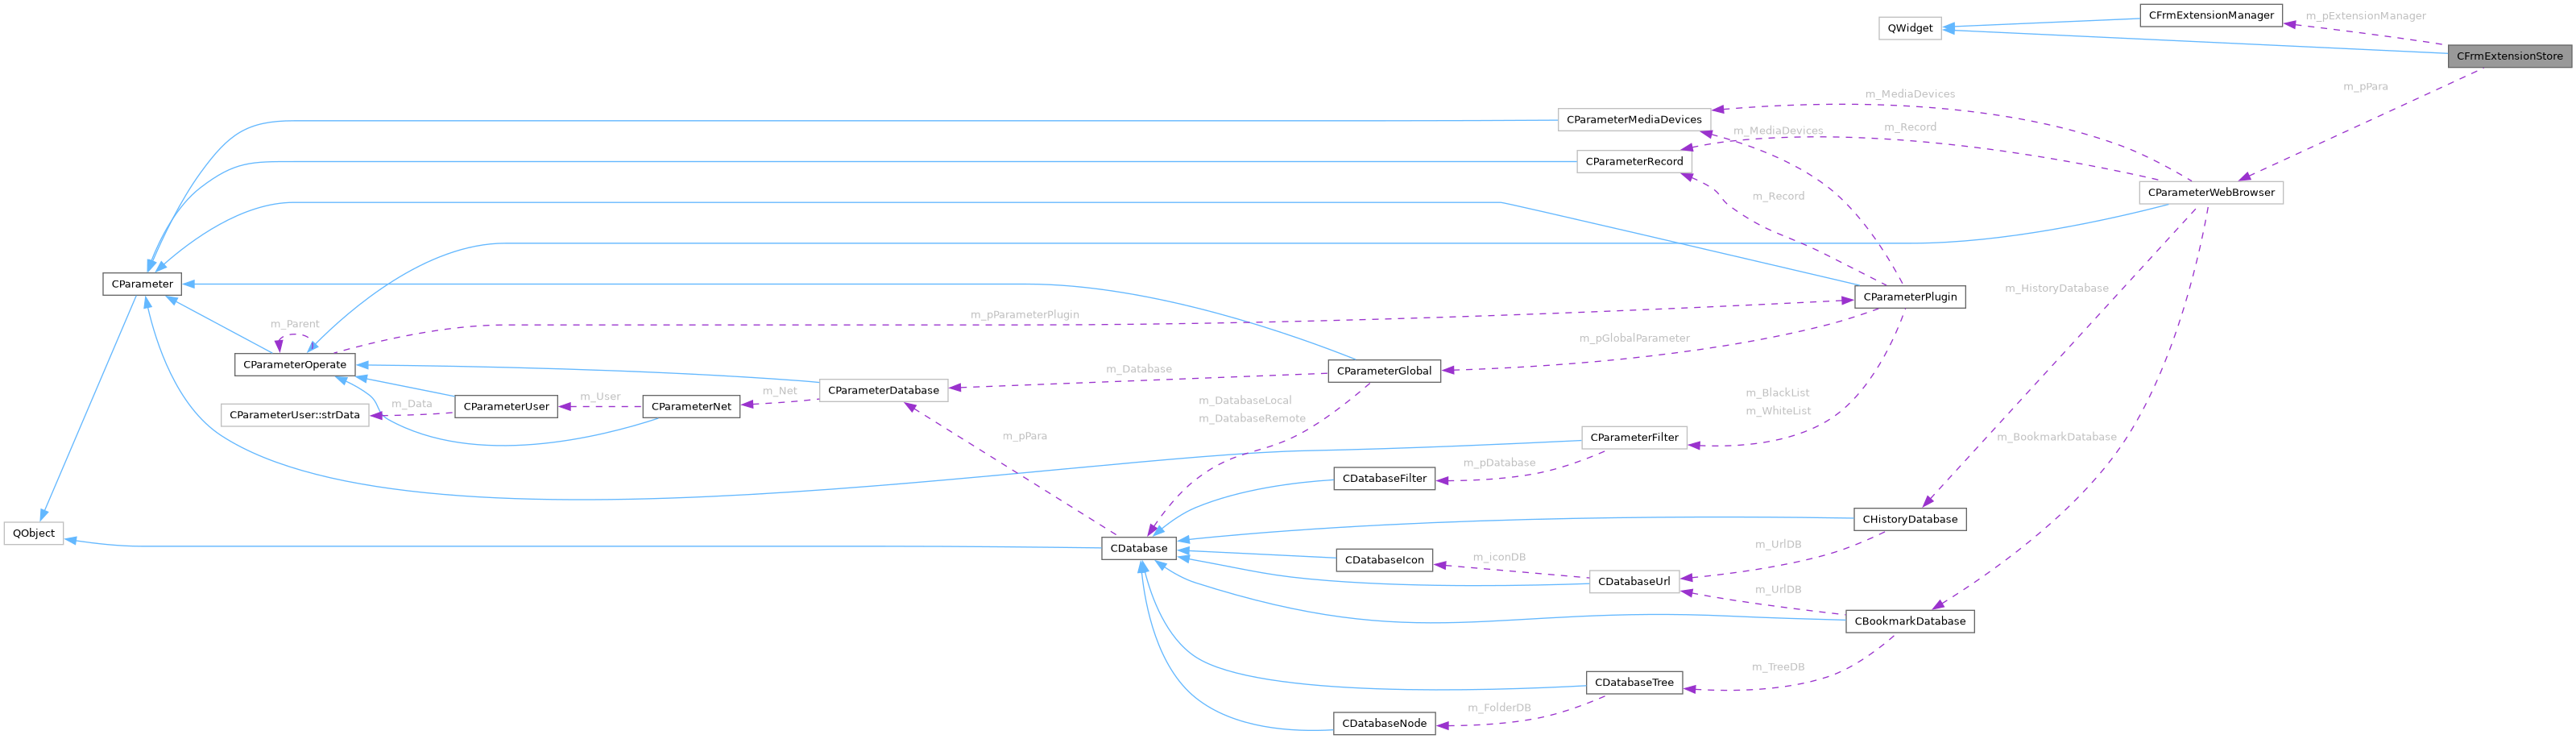 CFrmExtensionManager
m_pExtensionManager
QWidget
CFrmExtensionStore
m_pPara
m_MediaDevices
CParameterMediaDevices
m_Record
m_MediaDevices
CParameterRecord
CParameterWebBrowser
m_Record
CParameter
m_HistoryDatabase
CParameterPlugin
m_pParameterPlugin
m_Parent
m_pGlobalParameter
CParameterOperate
m_Database
CParameterGlobal
CParameterDatabase
m_Net
m_BlackList
m_WhiteList
m_User
m_DatabaseLocal
m_DatabaseRemote
m_Data
CParameterUser
CParameterNet
CParameterUser::strData
m_pPara
CParameterFilter
m_BookmarkDatabase
m_pDatabase
CDatabaseFilter
CHistoryDatabase
QObject
m_UrlDB
CDatabase
m_iconDB
CDatabaseIcon
CDatabaseUrl
m_UrlDB
CBookmarkDatabase
m_TreeDB
CDatabaseTree
m_FolderDB
CDatabaseNode